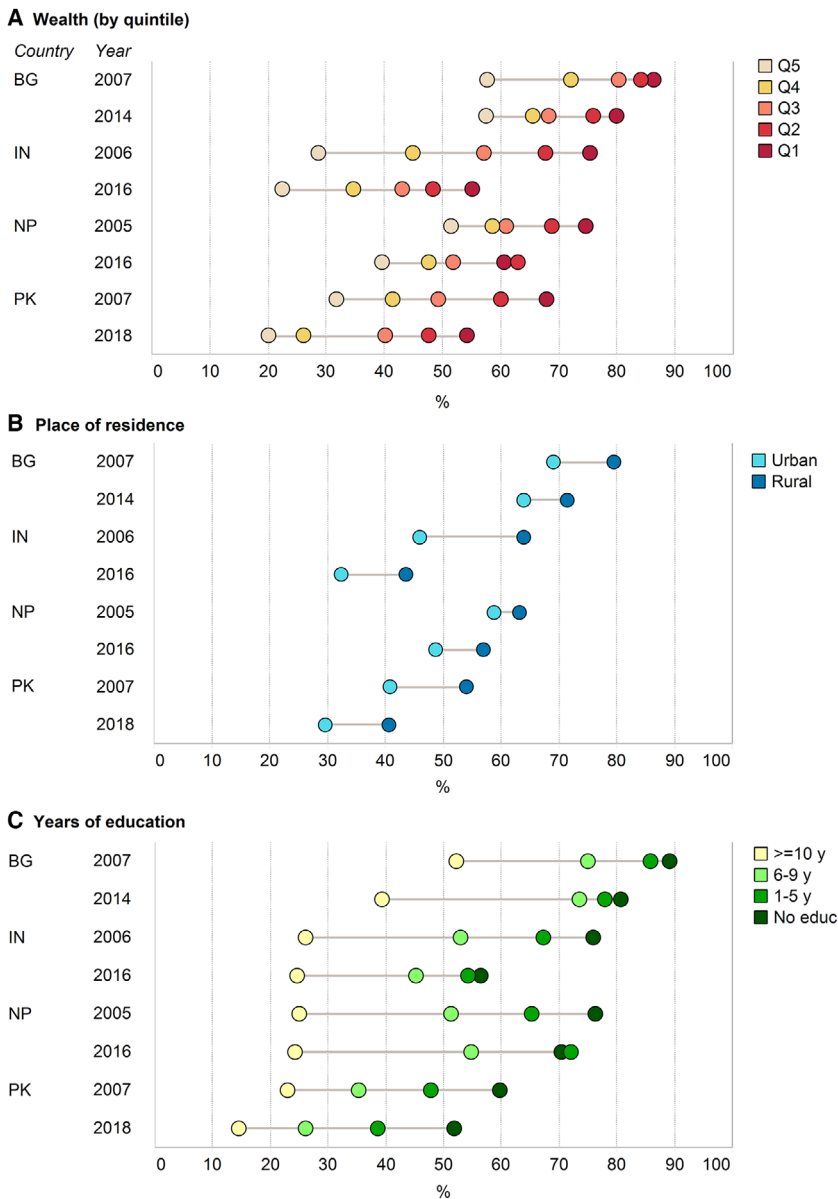 A Wealth (by quintile)
Country Year
BG 2007
2014
IN 2006
2016
NP 2005
2016
PK 2007
2018
0 10 20 30 40 50 60 70 80 90 100
%
Q5
Q4
Q3
Q2
Q1
B Place of residence
BG 2007
2014
IN 2006
2016
NP 2005
2016
PK 2007
2018
0 10 20 30 40 50 60 70 80 90 100
%
Urban
Rural
C Years of education
BG 2007
2014
IN 2006
2016
NP 2005
2016
PK 2007
2018
0 10 20 30 40 50 60 70 80 90 100
%
>=10 y
6-9 y
1-5 y
No educ